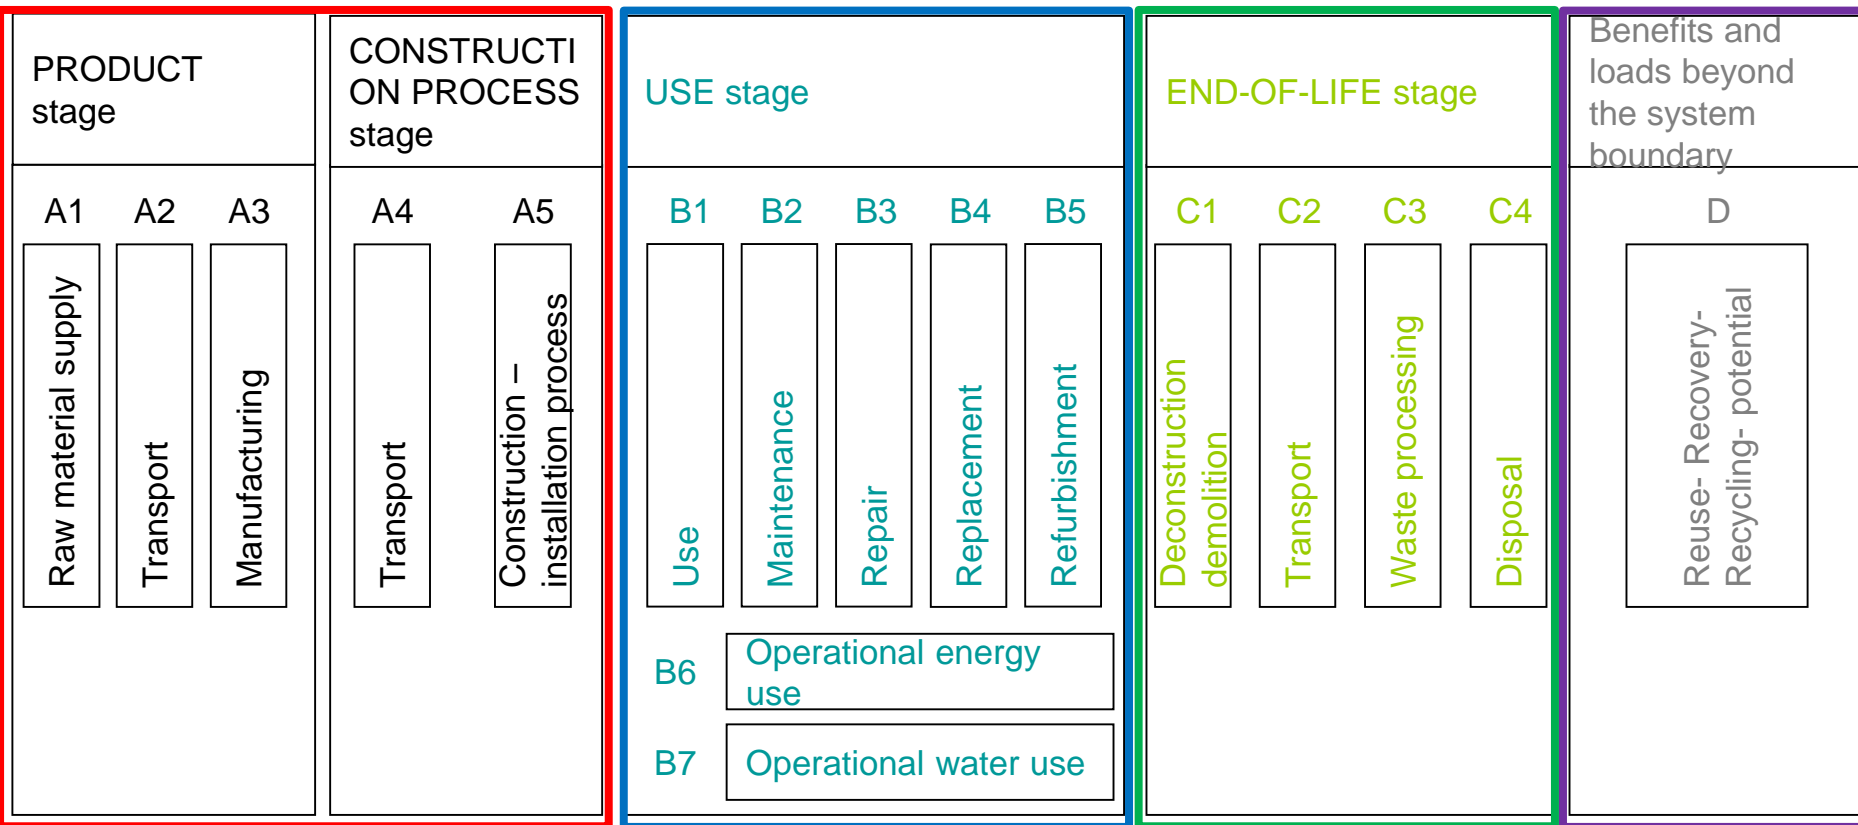 PRODUCT
stage
CONSTRUCTI
ON PROCESS
stage
USE stage
END-OF-LIFE stage
Benefits and
loads beyond
the system
boundary
A1
A2
A3
A4
A5
B1
B2
B3
B4
B5
C1
C2
C3
C4
D
Raw material supply
Transport
Manufacturing
Transport
Construction –
installation process
Use
Maintenance
Repair
Replacement
Refurbishment
Deconstruction
demolition
Transport
Waste processing
Disposal
Reuse- Recovery-
Recycling- potential
B6
Operational energy
use
B7
Operational water use